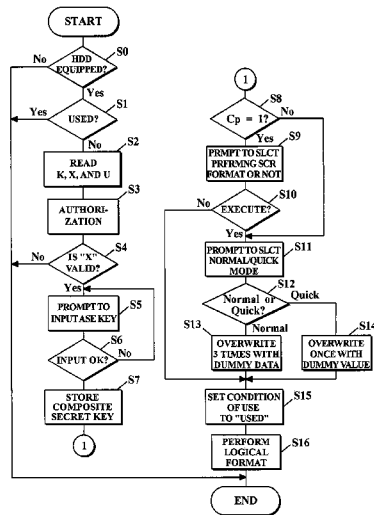 START
S0
No
HDD
EQUIPPED?
Yes
S1
Yes
USED?
No
S2
READ
K, X, AND U
S3
AUTHORI-
ZATION
S4
No
IS "X"
VALID?
Yes
S5
PROMPT TO
INPUT ASE KEY
S6
INPUT OK?
No
S7
STORE
COMPOSITE
SECRET KEY
1
1
S8
Cp = 1?
No
Yes
S9
PRMPT TO SLCT
PRFRMNG SCR
FORMAT OR NOT
S10
No
EXECUTE?
Yes
S11
PROMPT TO SLCT
NORMAL/QUICK
MODE
S12
Normal or
Quick?
Quick
S13
Normal
S14
OVERWRITE
3 TIMES WITH
DUMMY DATA
OVERWRITE
ONCE WITH
DUMMY VALUE
S15
SET CONDITION
OF USE
TO "USED"
S16
PERFORM
LOGICAL
FORMAT
END